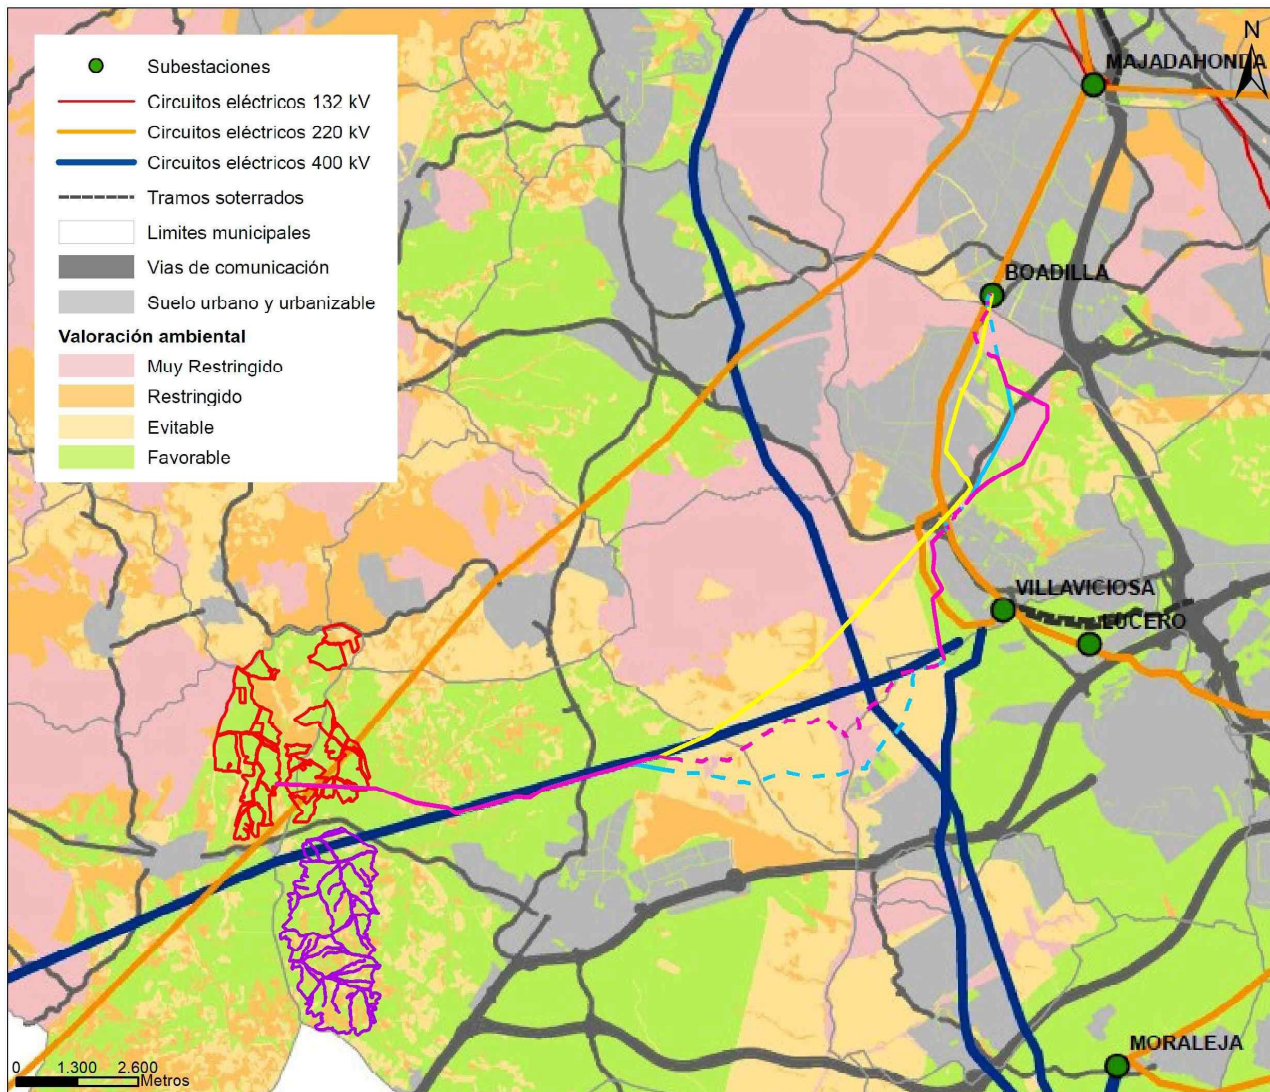 Subestaciones
Circuitos eléctricos 132 kV
Circuitos eléctricos 220 kV
Circuitos eléctricos 400 kV
Tramos soterrados
Limites municipales
Vias de comunicación
Suelo urbano y urbanizable
Valoración ambiental
Muy Restringido
Restringido
Evitable
Favorable
N
MAJADAHONDA
BOADILLA
VILLAVICIOSA
LUCERO
MORALEJA
0 1.300 2.600
Metros